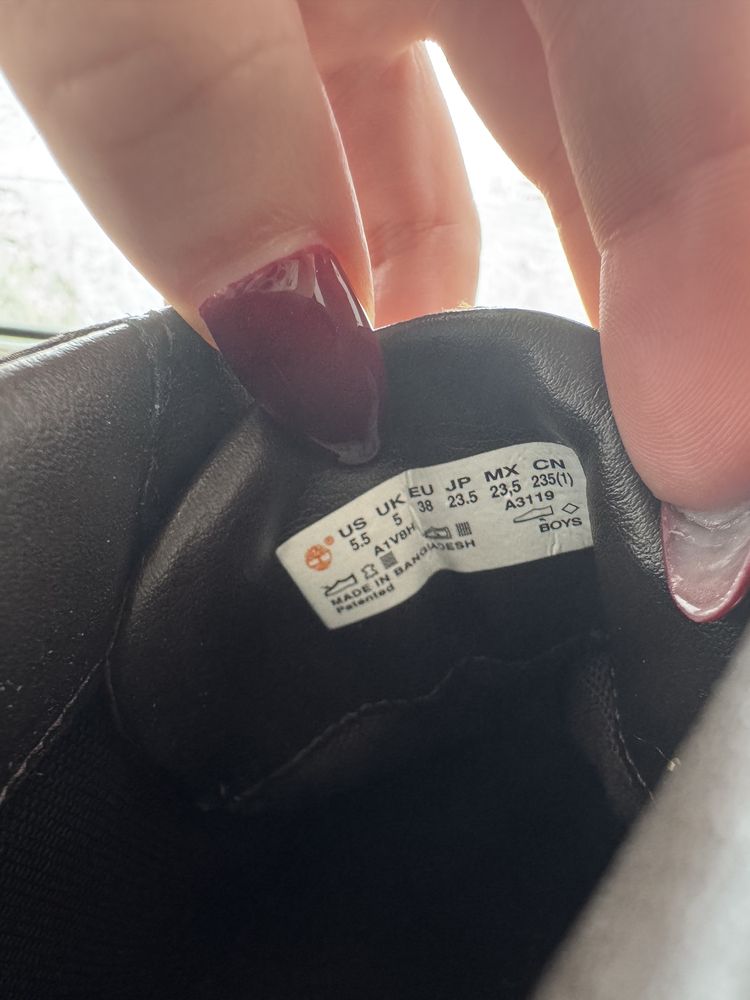 US UK EU JP MX CN
5.5 5 38 23.5 23,5 235(1)
A1V8H A3119
BOYS
MADE IN BANGLADESH
Patented